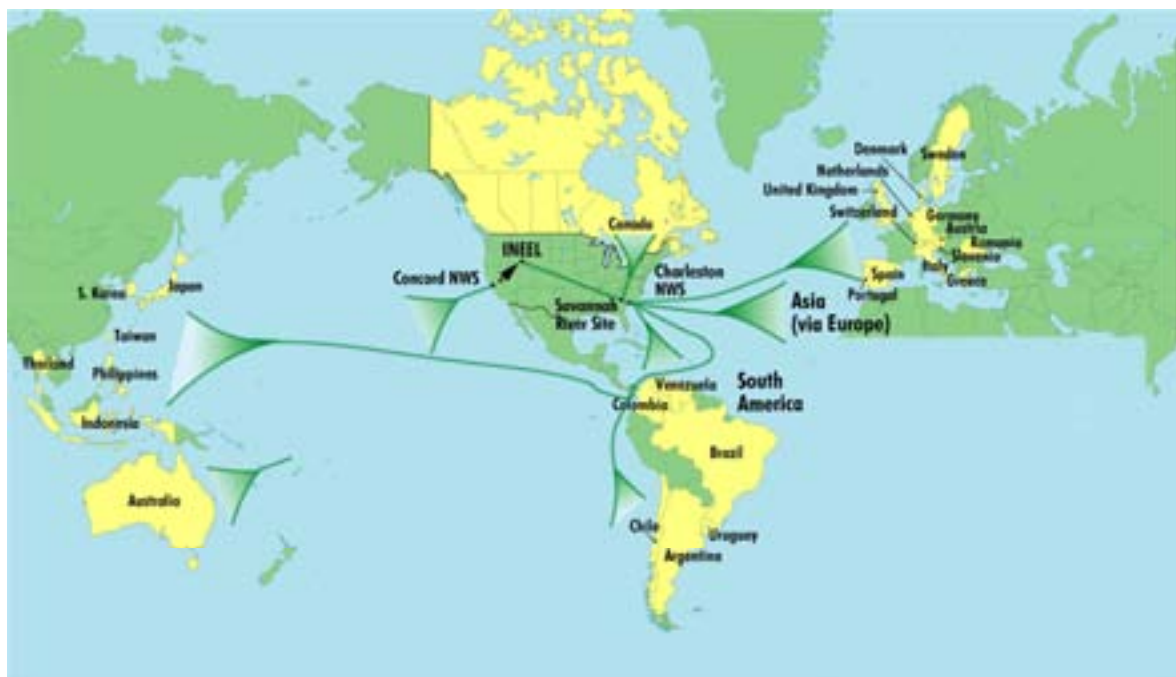 Denmark
Sweden
Netherlands
United Kingdom
Switzerland
Germany
Austria
Romania
Slovenia
Italy
Greece
Spain
Portugal
Canada
INEEL
Concord NWS
Charleston
NWS
Savannah
River Site
Asia
(via Europe)
S. Korea
Japan
Taiwan
Thailand
Philippines
Indonesia
Australia
Venezuela
Colombia
South
America
Brazil
Chile
Uruguay
Argentina